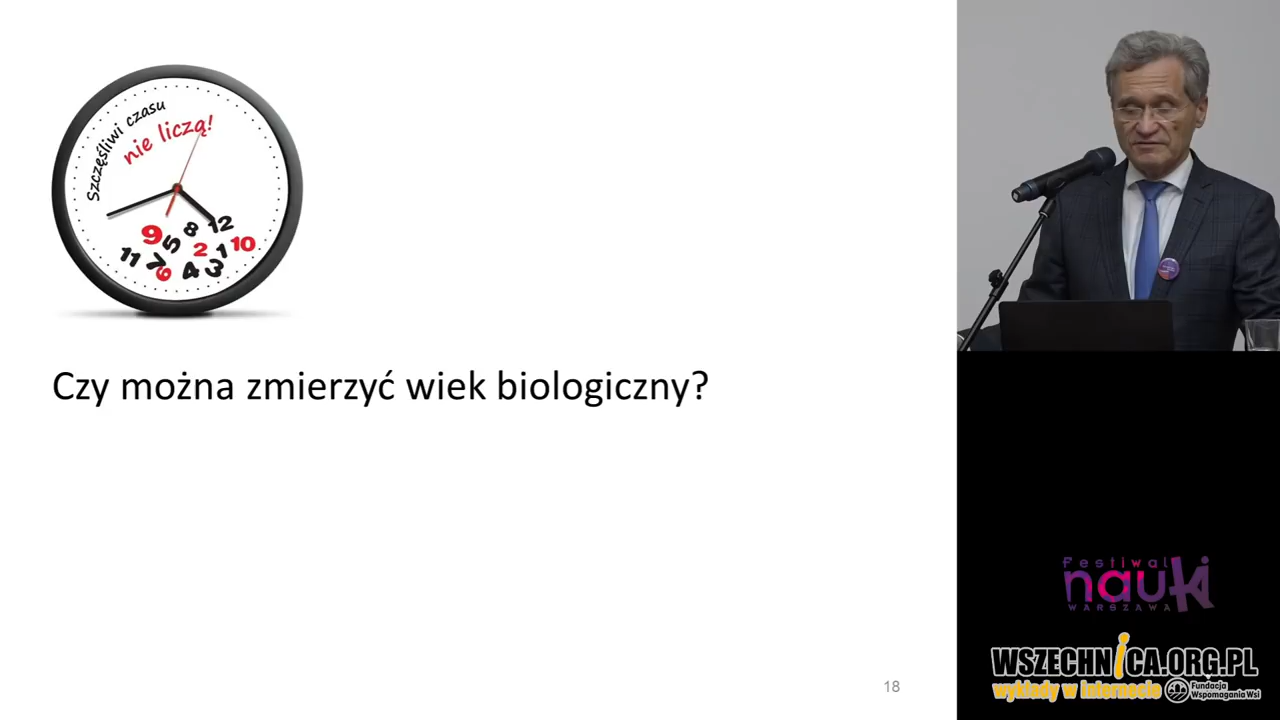 Szczęśliwi czasu
nie liczą!
9 5 8 12
11 7 6 4 2 3 1 10
Czy można zmierzyć wiek biologiczny?
18
Festiwal
nauki
WARSZAWA
WSZECHNICA.ORG.PL
wykłady w internecie
Fundacja
Wspomagania Wsi